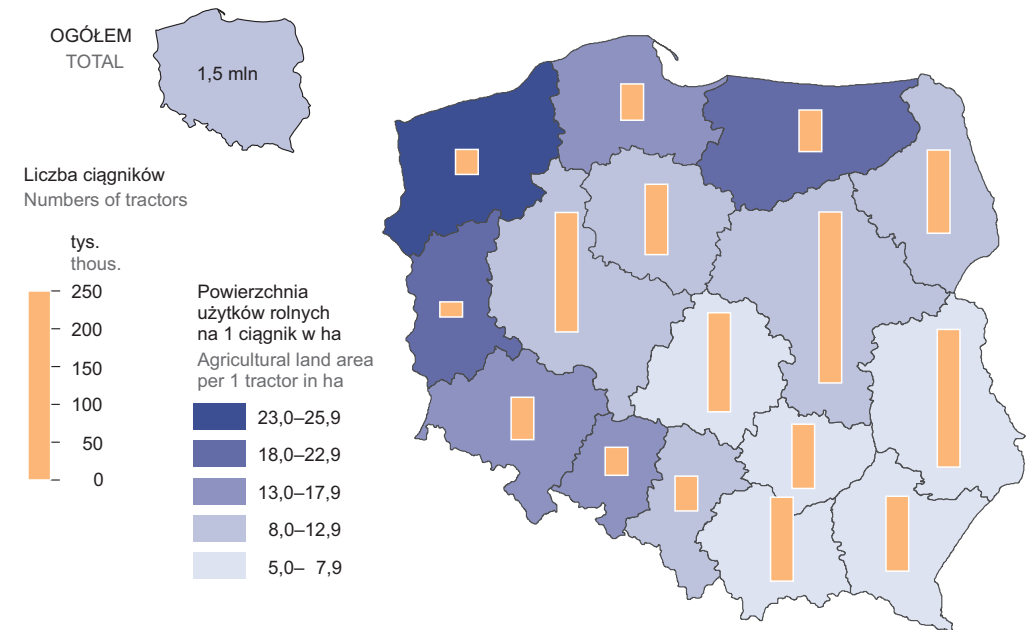 OGÓŁEM
TOTAL
1,5 mln
Liczba ciągników
Numbers of tractors
tys.
thous.
250
200
150
100
50
0
Powierzchnia
użytków rolnych
na 1 ciągnik w ha
Agricultural land area
per 1 tractor in ha
23,0–25,9
18,0–22,9
13,0–17,9
8,0–12,9
5,0– 7,9